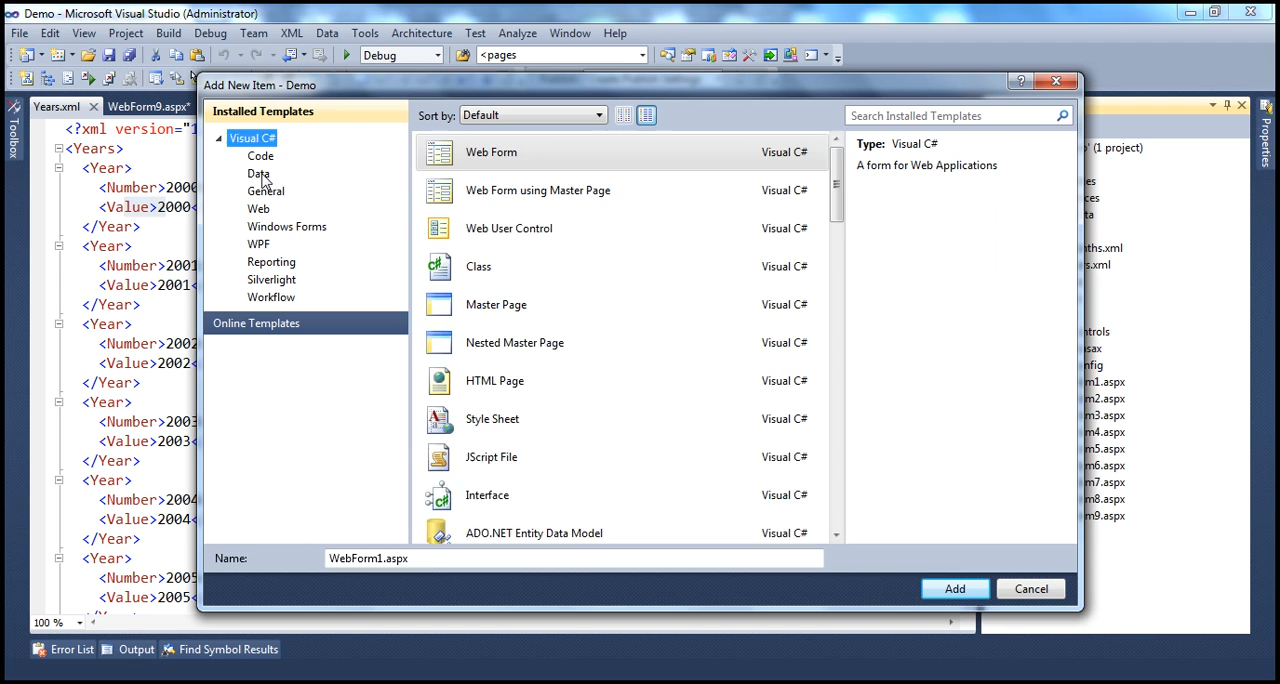 Demo - Microsoft Visual Studio (Administrator)
File Edit View Project Build Debug Team XML Data Tools Architecture Test Analyze Window Help
Debug <pages
Add New Item - Demo
Years.xml WebForm9.aspx*
Toolbox
Properties
<?xml version="1
<Years>
<Year>
<Number>2000
<Value>2000<
</Year>
<Year>
<Number>2001
<Value>2001<
</Year>
<Year>
<Number>2002
<Value>2002<
</Year>
<Year>
<Number>2003
<Value>2003<
</Year>
<Year>
<Number>2004
<Value>2004<
</Year>
<Year>
<Number>2005
<Value>2005<
100 %
Installed Templates
Visual C#
Code
Data
General
Web
Windows Forms
WPF
Reporting
Silverlight
Workflow
Online Templates
Sort by: Default
Search Installed Templates
Web Form Visual C#
Web Form using Master Page Visual C#
Web User Control Visual C#
Class Visual C#
Master Page Visual C#
Nested Master Page Visual C#
HTML Page Visual C#
Style Sheet Visual C#
JScript File Visual C#
Interface Visual C#
ADO.NET Entity Data Model Visual C#
Type: Visual C#
A form for Web Applications
Name: WebForm1.aspx
Add Cancel
' (1 project)
es
ces
ta
ths.xml
s.xml
ntrols
sax
nfig
m1.aspx
m2.aspx
m3.aspx
m4.aspx
m5.aspx
m6.aspx
m7.aspx
m8.aspx
m9.aspx
Error List Output Find Symbol Results